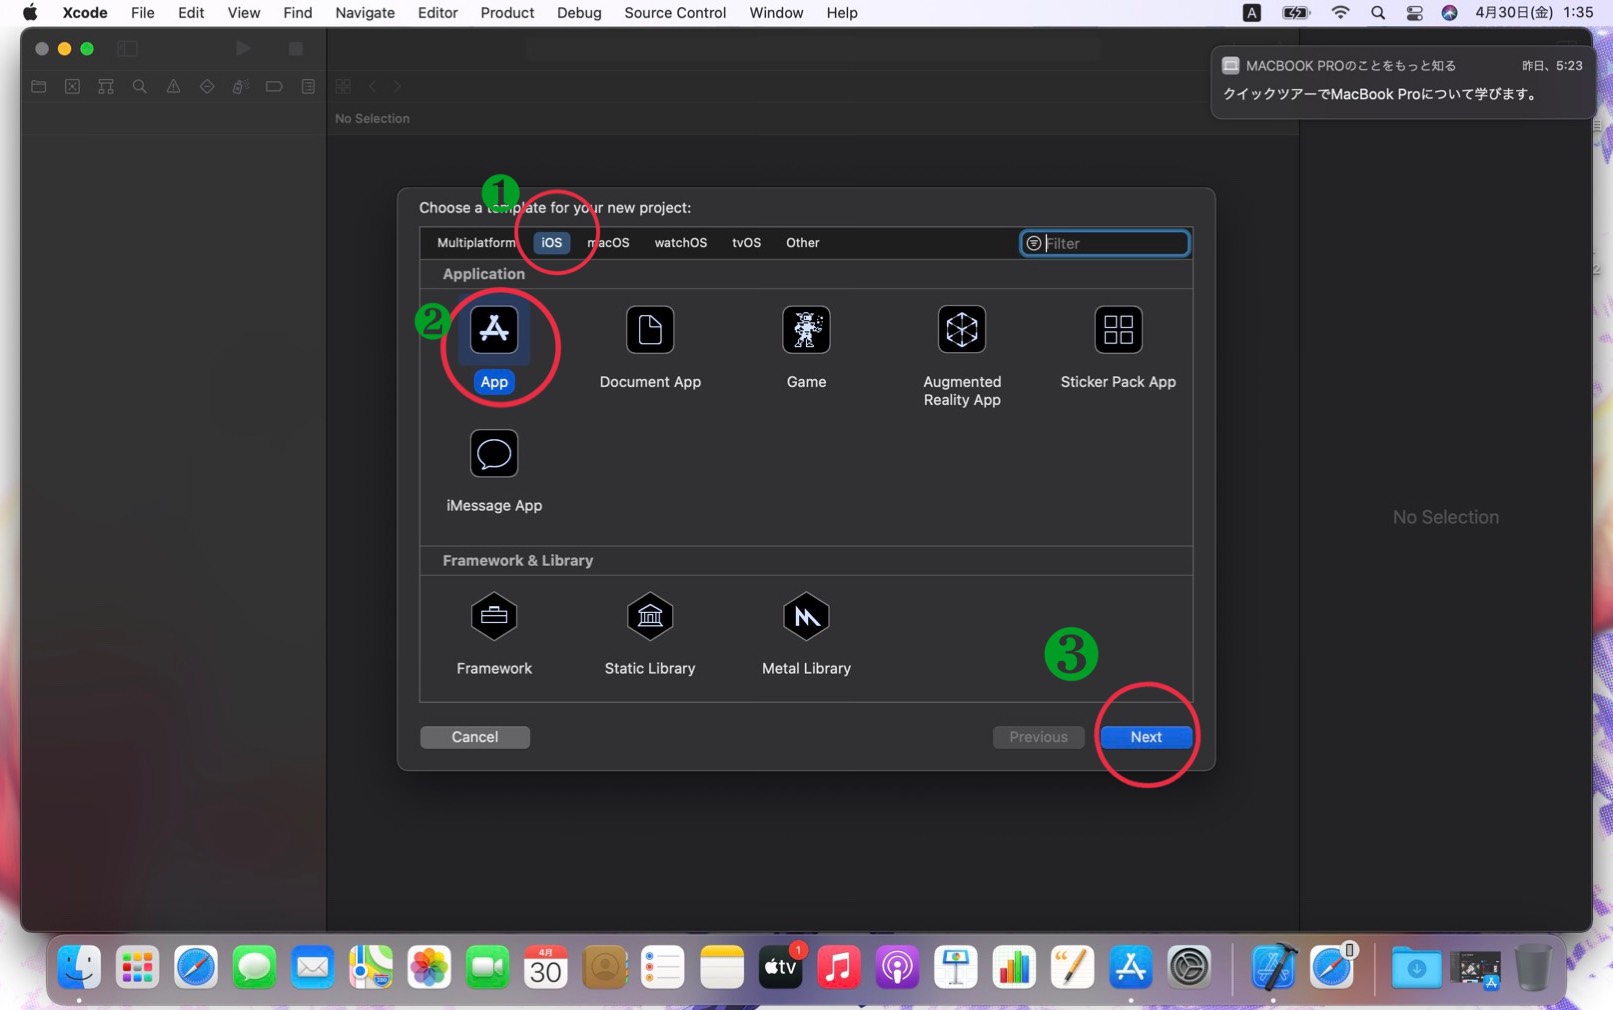 Xcode File Edit View Find Navigate Editor Product Debug Source Control Window Help A 4月30日(金) 1:35
MACBOOK PROのことをもっと知る 昨日、5:23
クイックツアーでMacBook Proについて学びます。
No Selection
1
Choose a template for your new project:
Multiplatform iOS macOS watchOS tvOS Other Filter
Application
2
App Document App Game Augmented Reality App Sticker Pack App
iMessage App
No Selection
Framework & Library
3
Framework Static Library Metal Library
Cancel Previous Next
4月
30
tv
1